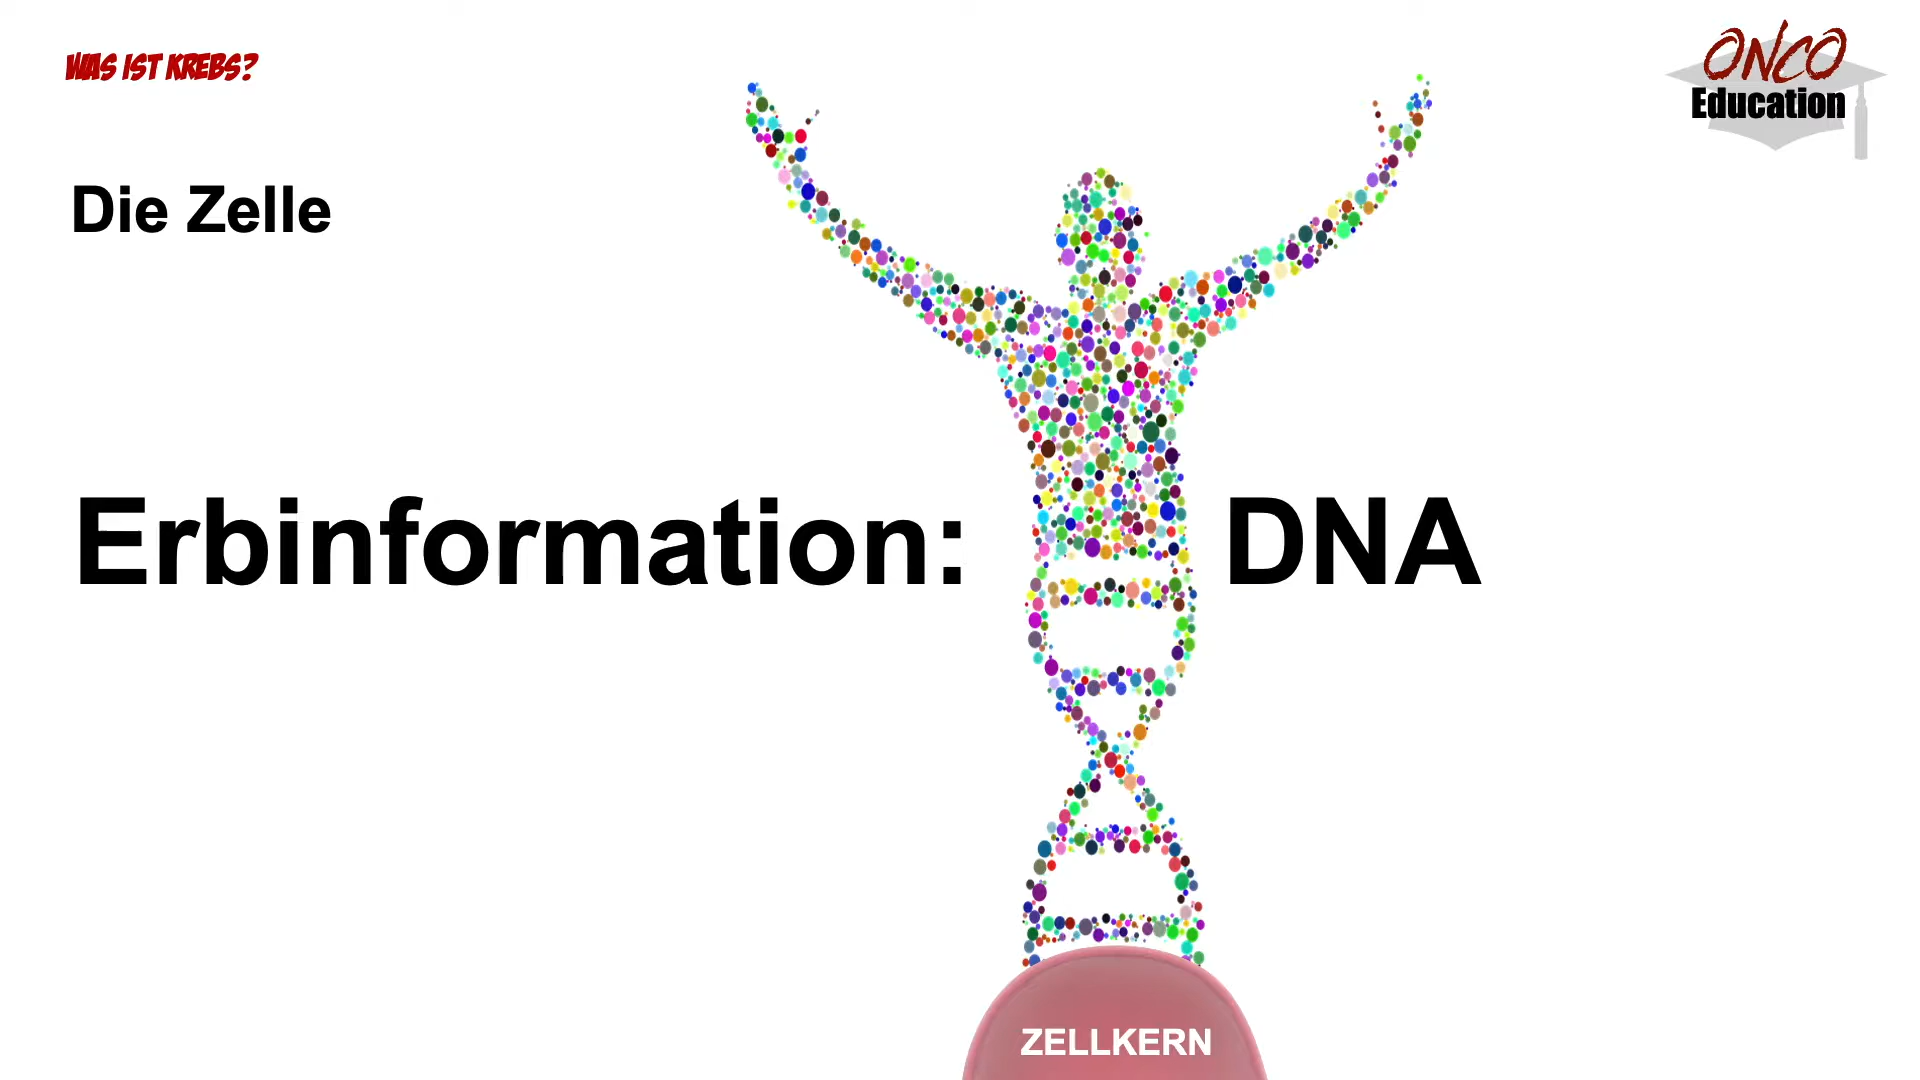 WAS IST KREBS?
ONCO
Education
Die Zelle
Erbinformation: DNA
ZELLKERN